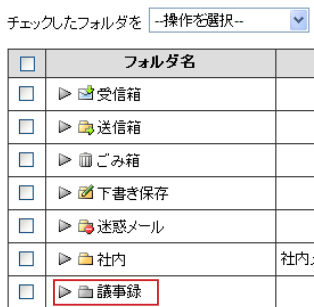 チェックしたフォルダを --操作を選択--
フォルダ名
受信箱
送信箱
ごみ箱
下書き保存
迷惑メール
社内 社内
議事録